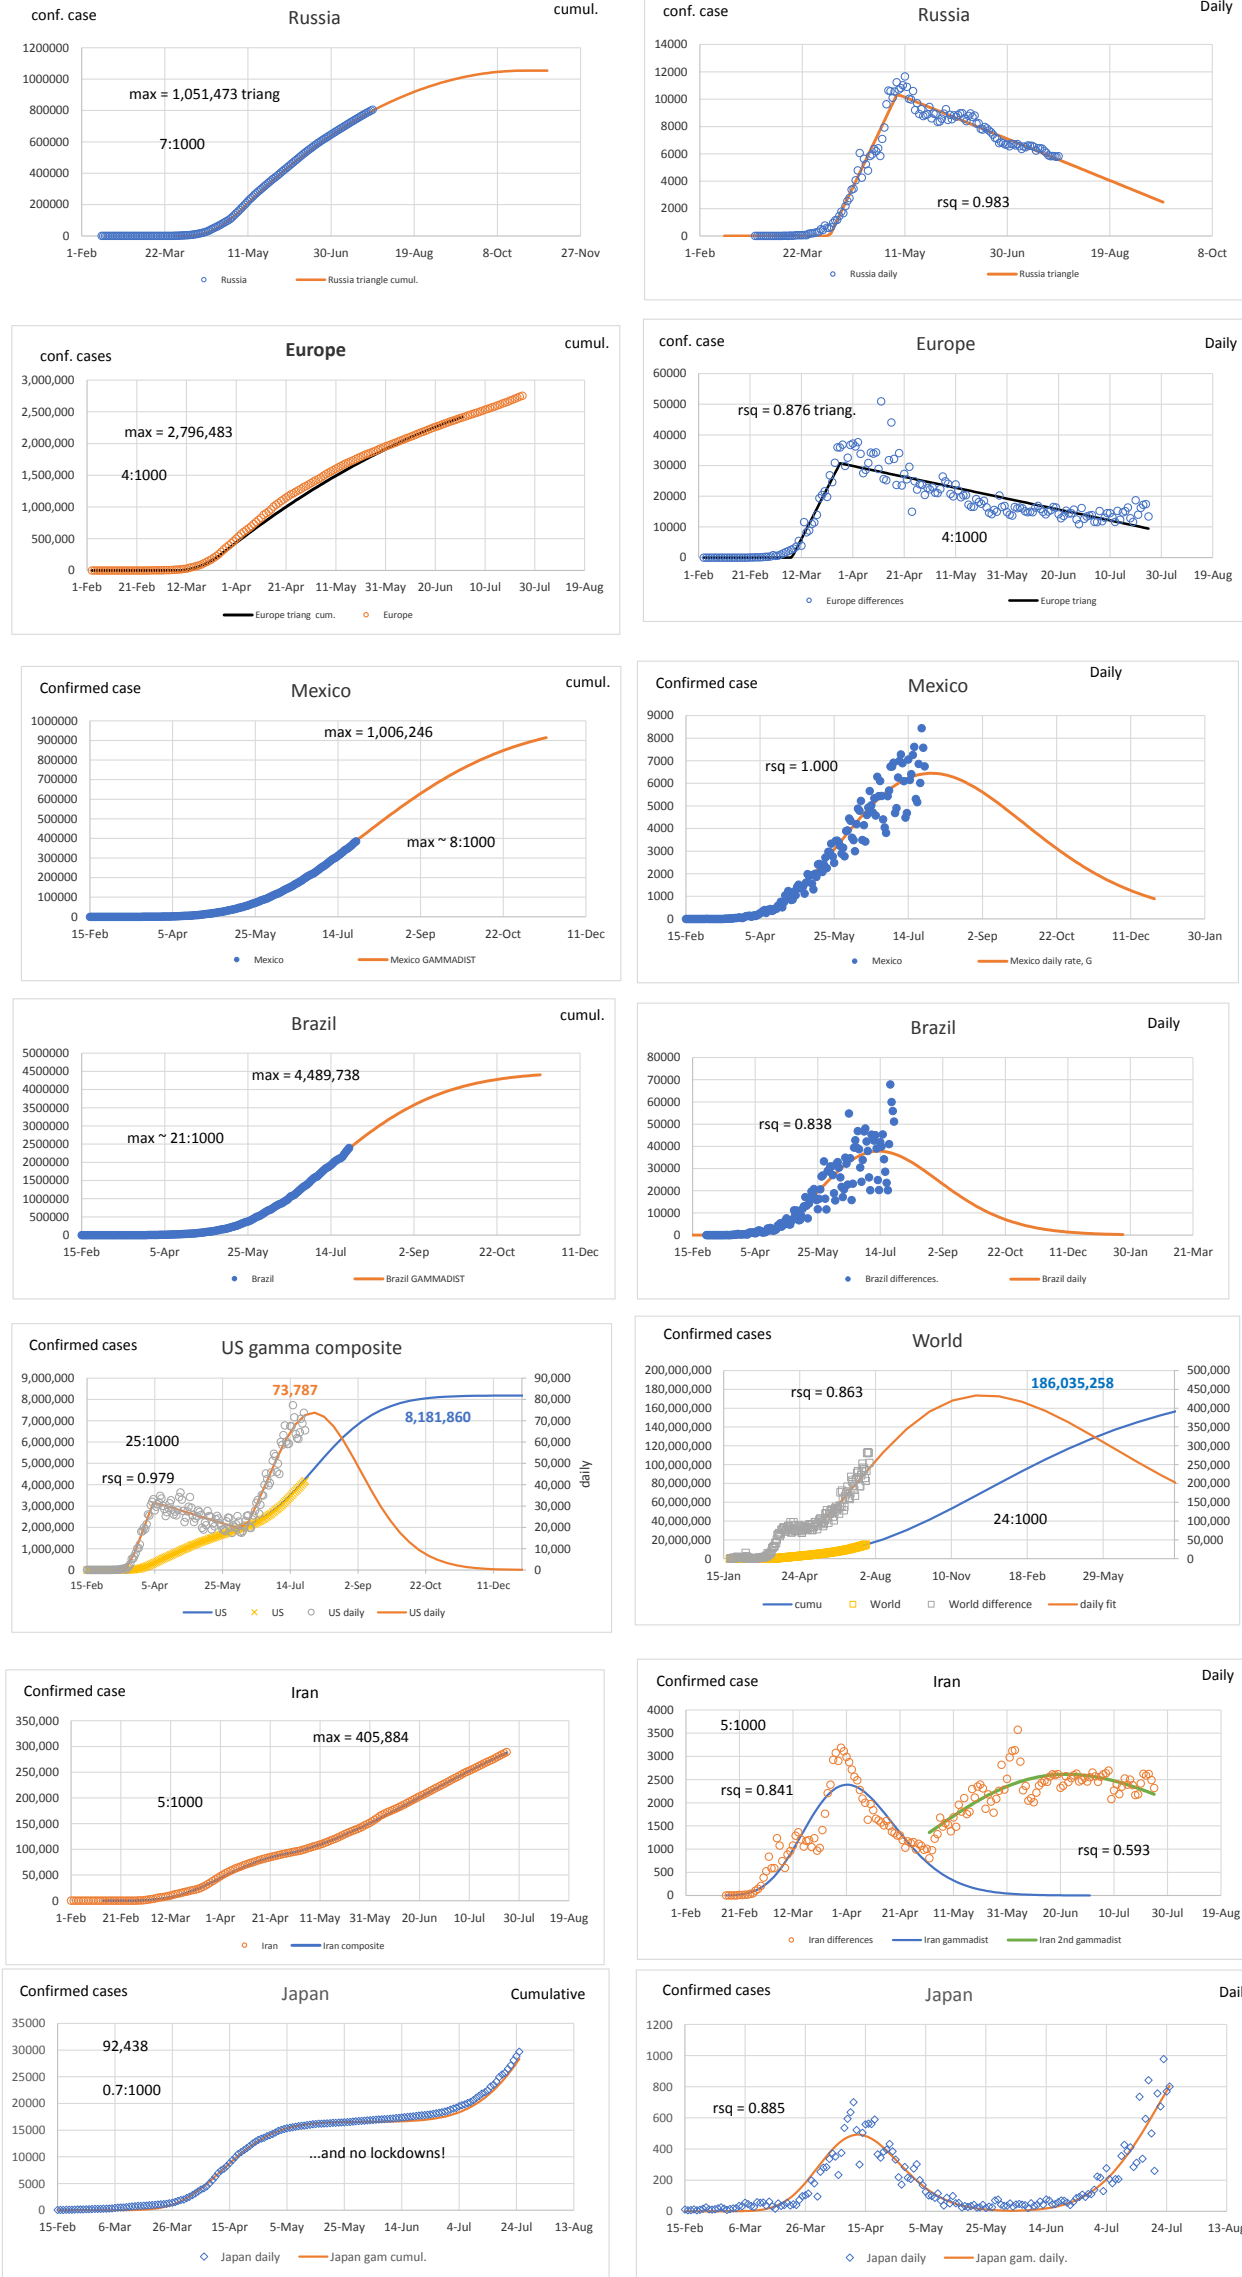 conf. case
Russia
cumul.
1200000
1000000
800000
600000
400000
200000
0
max = 1,051,473 triang
7:1000
1-Feb 22-Mar 11-May 30-Jun 19-Aug 8-Oct 27-Nov
Russia Russia triangle cumul.
conf. case
Russia
Daily
14000
12000
10000
8000
6000
4000
2000
0
rsq = 0.983
1-Feb 22-Mar 11-May 30-Jun 19-Aug 8-Oct
Russia daily Russia triangle
conf. cases
Europe
cumul.
3,000,000
2,500,000
2,000,000
1,500,000
1,000,000
500,000
0
max = 2,796,483
4:1000
1-Feb 21-Feb 12-Mar 1-Apr 21-Apr 11-May 31-May 20-Jun 10-Jul 30-Jul 19-Aug
Europe triang cum. Europe
conf. case
Europe
Daily
60000
50000
40000
30000
20000
10000
0
rsq = 0.876 triang.
4:1000
1-Feb 21-Feb 12-Mar 1-Apr 21-Apr 11-May 31-May 20-Jun 10-Jul 30-Jul 19-Aug
Europe differences Europe triang
Confirmed case
Mexico
cumul.
1000000
900000
800000
700000
600000
500000
400000
300000
200000
100000
0
max = 1,006,246
max ~ 8:1000
15-Feb 5-Apr 25-May 14-Jul 2-Sep 22-Oct 11-Dec
Mexico Mexico GAMMADIST
Confirmed case
Mexico
Daily
9000
8000
7000
6000
5000
4000
3000
2000
1000
0
rsq = 1.000
15-Feb 5-Apr 25-May 14-Jul 2-Sep 22-Oct 11-Dec 30-Jan
Mexico Mexico daily rate, G
Brazil
cumul.
5000000
4500000
4000000
3500000
3000000
2500000
2000000
1500000
1000000
500000
0
max = 4,489,738
max ~ 21:1000
15-Feb 5-Apr 25-May 14-Jul 2-Sep 22-Oct 11-Dec
Brazil Brazil GAMMADIST
Brazil
Daily
80000
70000
60000
50000
40000
30000
20000
10000
0
rsq = 0.838
15-Feb 5-Apr 25-May 14-Jul 2-Sep 22-Oct 11-Dec 30-Jan 21-Mar
Brazil differences. Brazil daily
Confirmed cases
US gamma composite
9,000,000
8,000,000
7,000,000
6,000,000
5,000,000
4,000,000
3,000,000
2,000,000
1,000,000
0
73,787
8,181,860
25:1000
rsq = 0.979
90,000
80,000
70,000
60,000
50,000
40,000
30,000
20,000
10,000
0
daily
15-Feb 5-Apr 25-May 14-Jul 2-Sep 22-Oct 11-Dec
US US US daily US daily
Confirmed cases
World
200,000,000
180,000,000
160,000,000
140,000,000
120,000,000
100,000,000
80,000,000
60,000,000
40,000,000
20,000,000
0
rsq = 0.863
186,035,258
24:1000
500,000
450,000
400,000
350,000
300,000
250,000
200,000
150,000
100,000
50,000
0
15-Jan 24-Apr 2-Aug 10-Nov 18-Feb 29-May
cumu World World difference daily fit
Confirmed case
Iran
350,000
300,000
250,000
200,000
150,000
100,000
50,000
0
max = 405,884
5:1000
1-Feb 21-Feb 12-Mar 1-Apr 21-Apr 11-May 31-May 20-Jun 10-Jul 30-Jul 19-Aug
Iran Iran composite
Confirmed case
Iran
Daily
4000
3500
3000
2500
2000
1500
1000
500
0
5:1000
rsq = 0.841
rsq = 0.593
1-Feb 21-Feb 12-Mar 1-Apr 21-Apr 11-May 31-May 20-Jun 10-Jul 30-Jul 19-Aug
Iran differences Iran gammadist Iran 2nd gammadist
Confirmed cases
Japan
Cumulative
35000
30000
25000
20000
15000
10000
5000
0
92,438
0.7:1000
...and no lockdowns!
15-Feb 6-Mar 26-Mar 15-Apr 5-May 25-May 14-Jun 4-Jul 24-Jul 13-Aug
Japan daily Japan gam cumul.
Confirmed cases
Japan
Dail
1200
1000
800
600
400
200
0
rsq = 0.885
15-Feb 6-Mar 26-Mar 15-Apr 5-May 25-May 14-Jun 4-Jul 24-Jul 13-Aug
Japan daily Japan gam. daily.